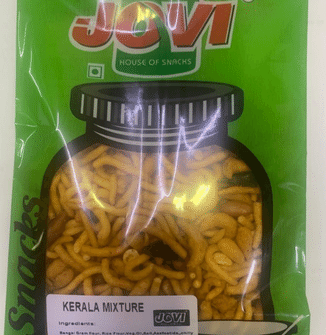 JOVI
HOUSE OF SNACKS
Snacks
KERALA MIXTURE
JOVI
Ingredients: